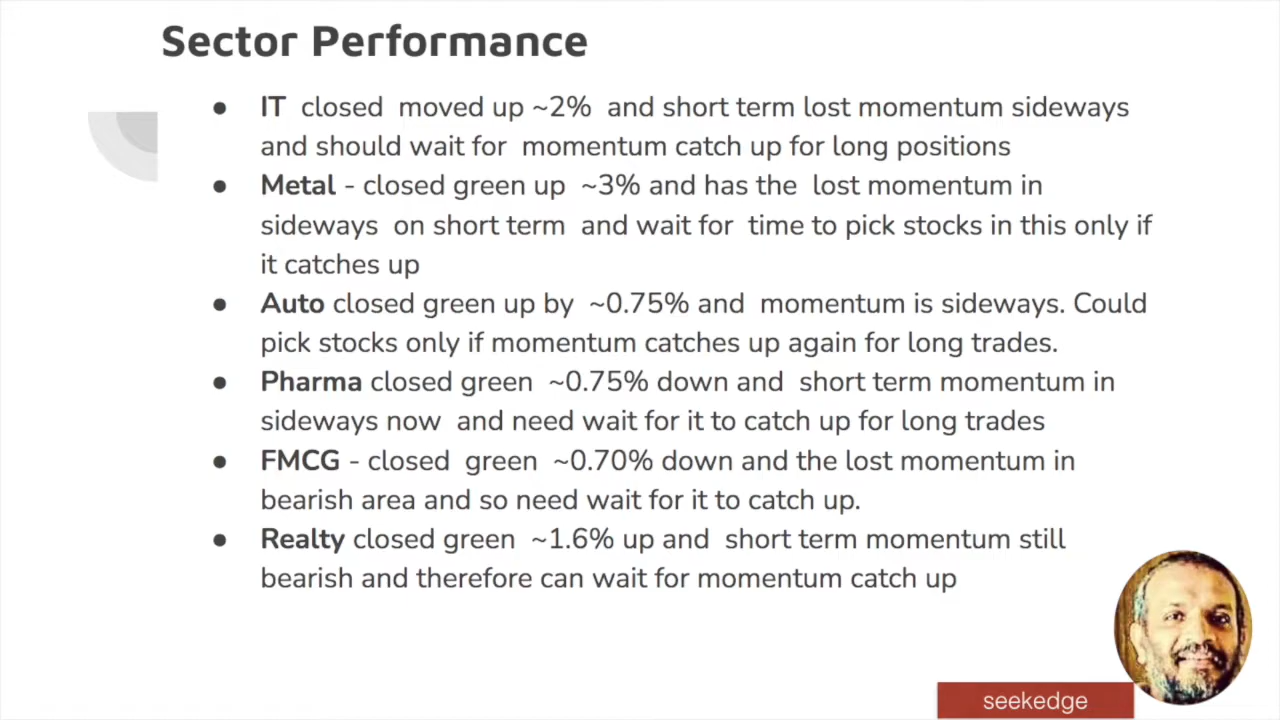 Sector Performance
● IT closed moved up ~2% and short term lost momentum sideways
and should wait for momentum catch up for long positions
● Metal - closed green up ~3% and has the lost momentum in
sideways on short term and wait for time to pick stocks in this only if
it catches up
● Auto closed green up by ~0.75% and momentum is sideways. Could
pick stocks only if momentum catches up again for long trades.
● Pharma closed green ~0.75% down and short term momentum in
sideways now and need wait for it to catch up for long trades
● FMCG - closed green ~0.70% down and the lost momentum in
bearish area and so need wait for it to catch up.
● Realty closed green ~1.6% up and short term momentum still
bearish and therefore can wait for momentum catch up
seekedge